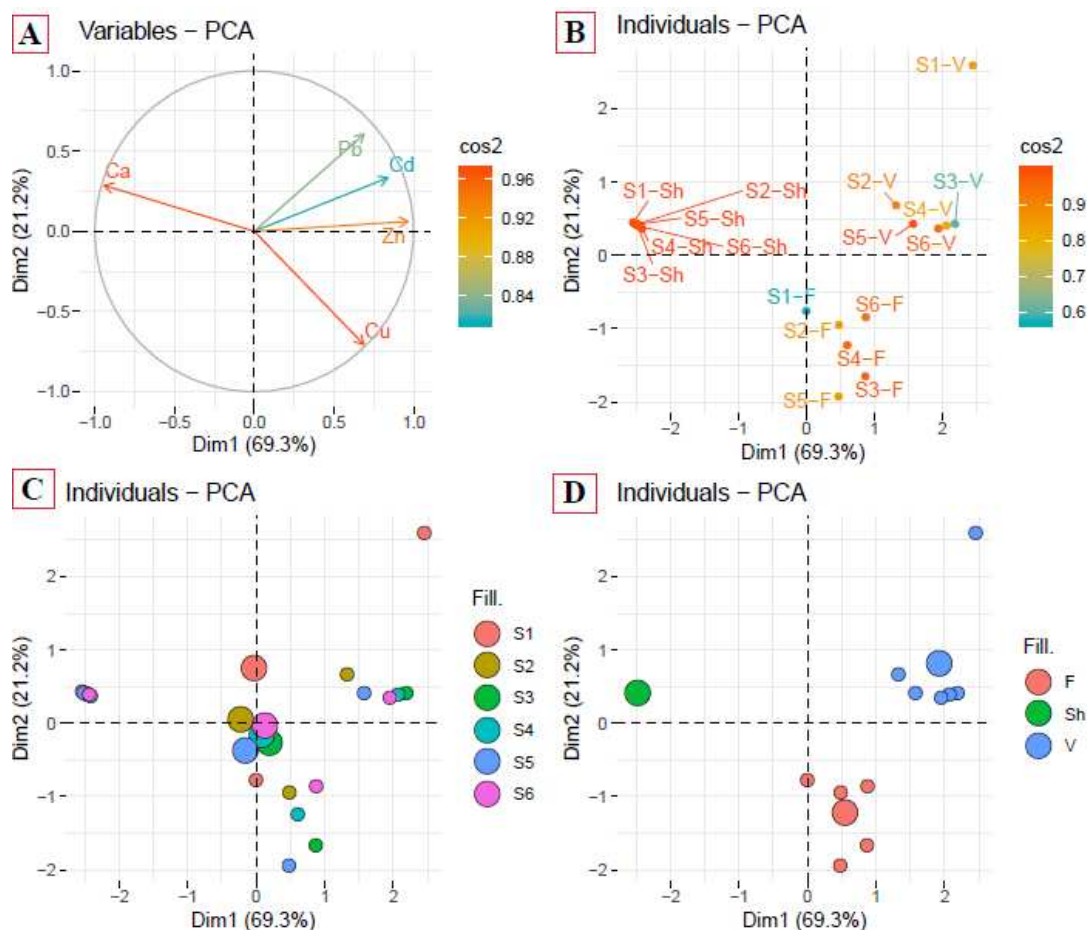 A Variables − PCA
1.0
0.5
0.0
−0.5
−1.0
Dim2 (21.2%)
Ca
Pb
Cd
Zn
Cu
−1.0 −0.5 0.0 0.5 1.0
Dim1 (69.3%)
cos2
0.96
0.92
0.88
0.84
B Individuals − PCA
2
1
0
−1
−2
Dim2 (21.2%)
S1−V
S2−V S3−V
S4−V
S5−V
S6−V
S1−Sh S2−Sh
S5−Sh
S4−Sh S6−Sh
S3−Sh
S1−F
S6−F
S2−F
S4−F
S3−F
S5−F
−2 −1 0 1 2
Dim1 (69.3%)
cos2
0.9
0.8
0.7
0.6
C Individuals − PCA
2
1
0
−1
−2
Dim2 (21.2%)
−2 −1 0 1 2
Dim1 (69.3%)
Fill.
S1
S2
S3
S4
S5
S6
D Individuals − PCA
2
1
0
−1
−2
Dim2 (21.2%)
−2 −1 0 1 2
Dim1 (69.3%)
Fill.
F
Sh
V